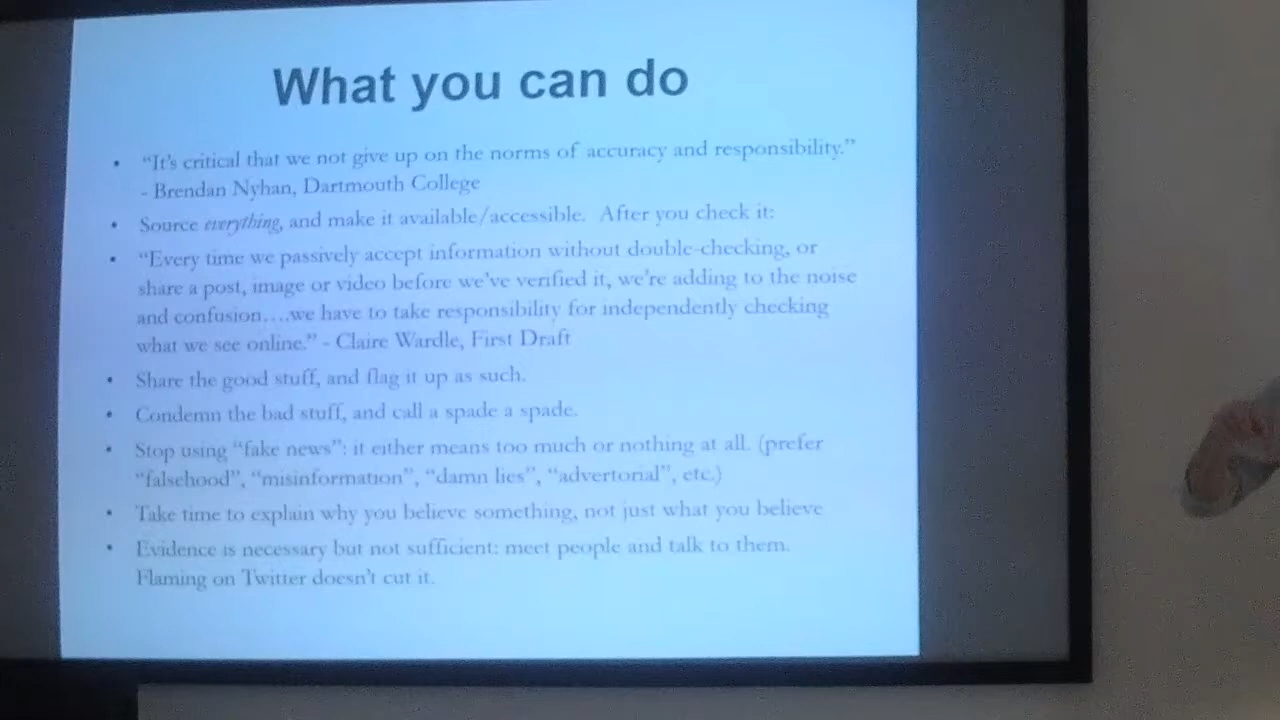 What you can do
• “It’s critical that we not give up on the norms of accuracy and responsibility.”
- Brendan Nyhan, Dartmouth College
• Source everything, and make it available/accessible. After you check it:
• “Every time we passively accept information without double-checking, or
share a post, image or video before we’ve verified it, we’re adding to the noise
and confusion….we have to take responsibility for independently checking
what we see online.” - Claire Wardle, First Draft
• Share the good stuff, and flag it up as such.
• Condemn the bad stuff, and call a spade a spade.
• Stop using “fake news”: it either means too much or nothing at all. (prefer
“falsehood”, “misinformation”, “damn lies”, “advertorial”, etc.)
• Take time to explain why you believe something, not just what you believe
• Evidence is necessary but not sufficient: meet people and talk to them.
Flaming on Twitter doesn’t cut it.